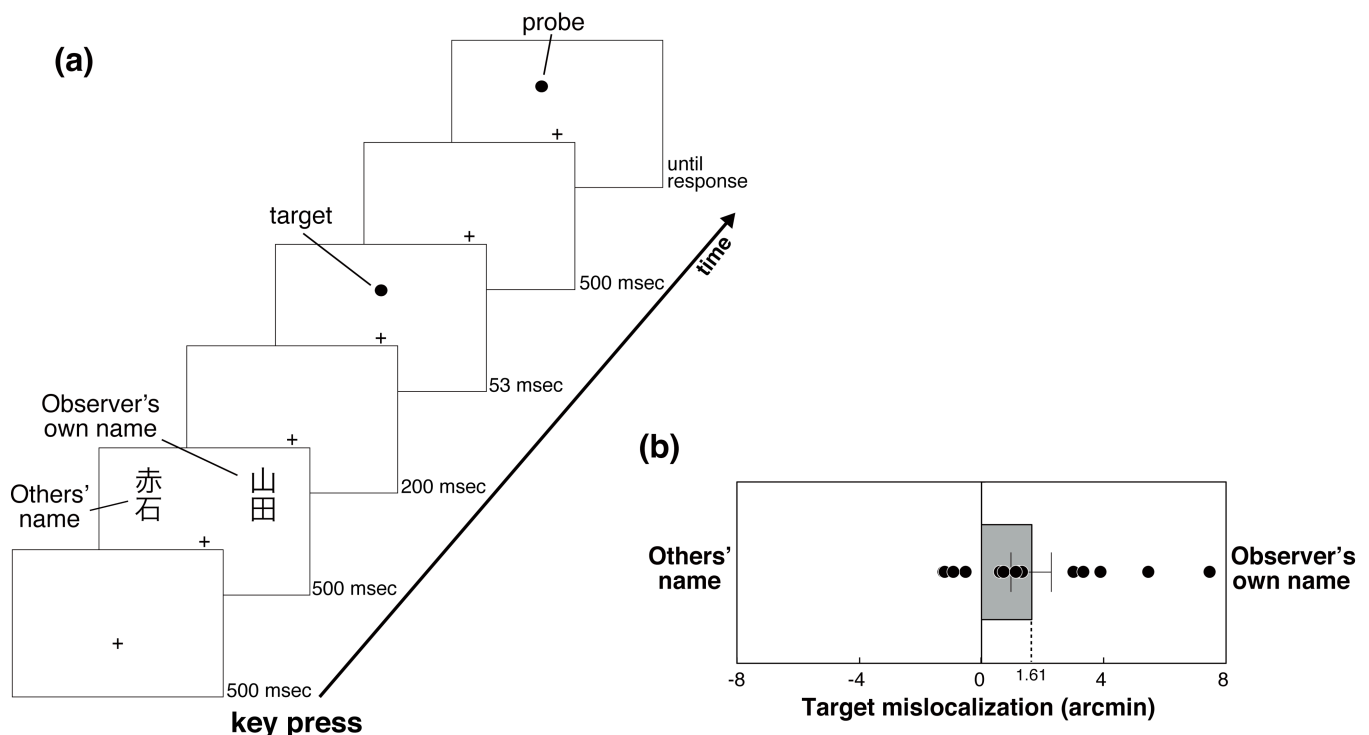 (a)
probe
until
response
target
500 msec
time
53 msec
Observer's
own name
200 msec
Others'
name
赤石
山田
500 msec
500 msec
key press
(b)
Others'
name
Observer's
own name
-8
-4
0
1.61
4
8
Target mislocalization (arcmin)